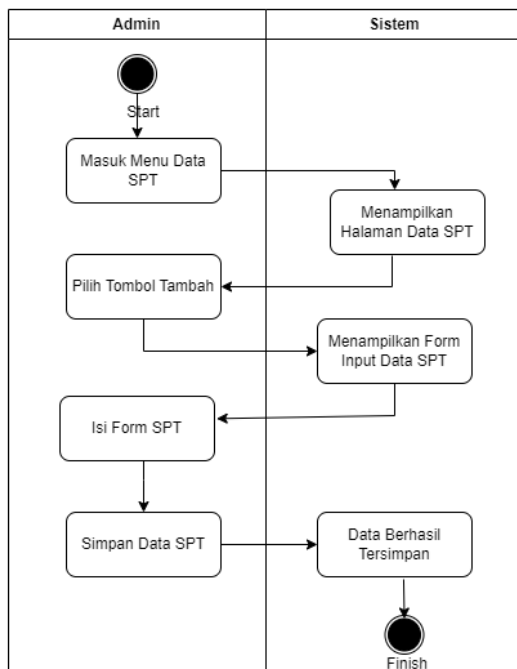 Admin
Sistem
Start
Masuk Menu Data
SPT
Menampilkan
Halaman Data SPT
Pilih Tombol Tambah
Menampilkan Form
Input Data SPT
Isi Form SPT
Simpan Data SPT
Data Berhasil
Tersimpan
Finish